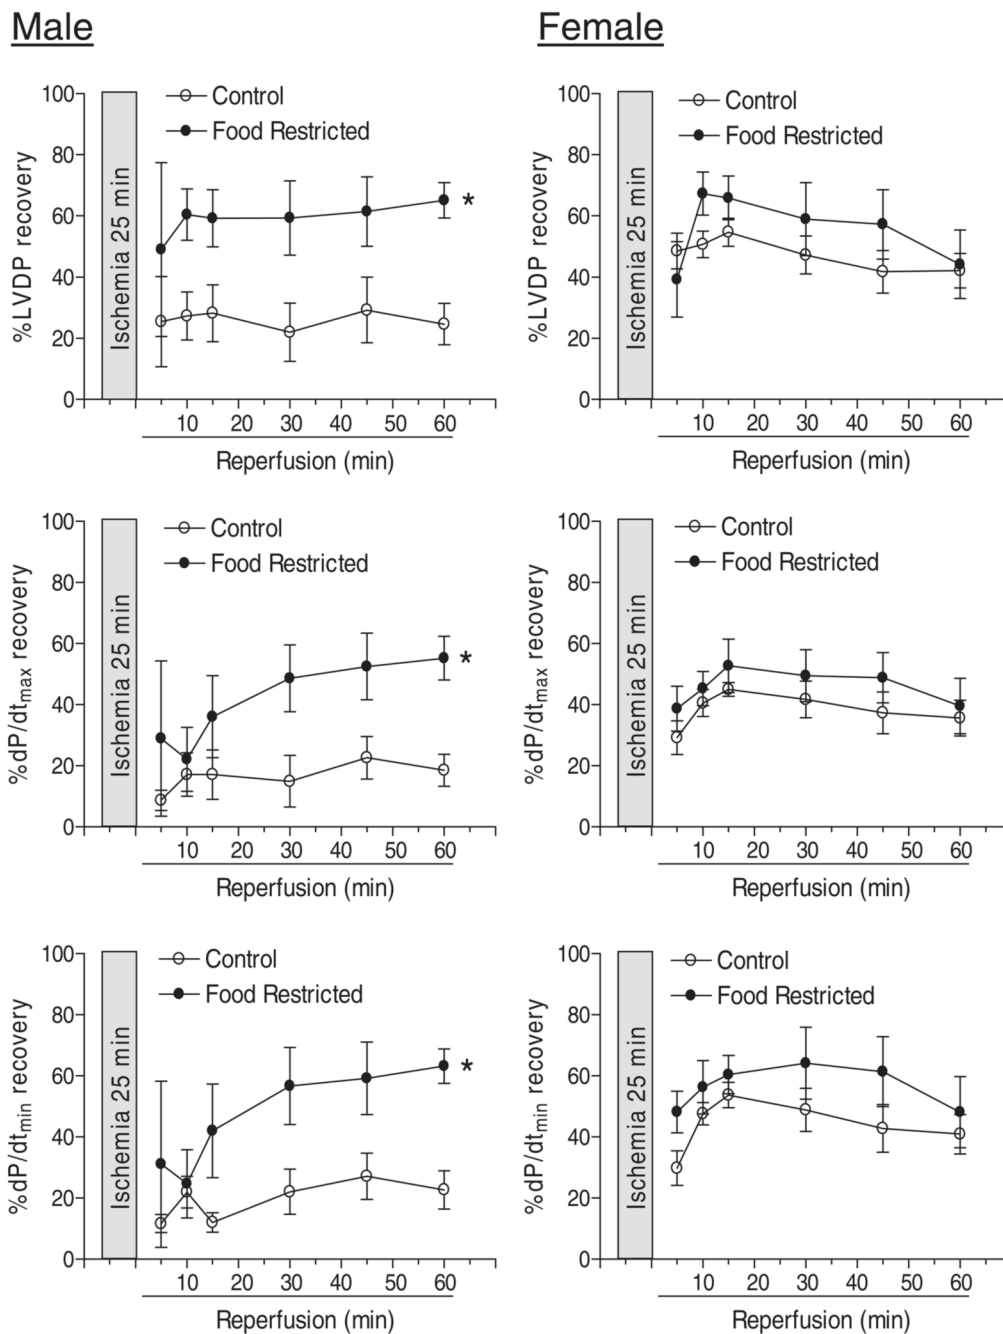 Male
Female
%LVDP recovery
100
80
60
40
20
0
Ischemia 25 min
Control
Food Restricted
*
10 20 30 40 50 60
Reperfusion (min)
%LVDP recovery
100
80
60
40
20
0
Ischemia 25 min
Control
Food Restricted
10 20 30 40 50 60
Reperfusion (min)
%dP/dtmax recovery
100
80
60
40
20
0
Ischemia 25 min
Control
Food Restricted
*
10 20 30 40 50 60
Reperfusion (min)
%dP/dtmax recovery
100
80
60
40
20
0
Ischemia 25 min
Control
Food Restricted
10 20 30 40 50 60
Reperfusion (min)
%dP/dtmin recovery
100
80
60
40
20
0
Ischemia 25 min
Control
Food Restricted
*
10 20 30 40 50 60
Reperfusion (min)
%dP/dtmin recovery
100
80
60
40
20
0
Ischemia 25 min
Control
Food Restricted
10 20 30 40 50 60
Reperfusion (min)